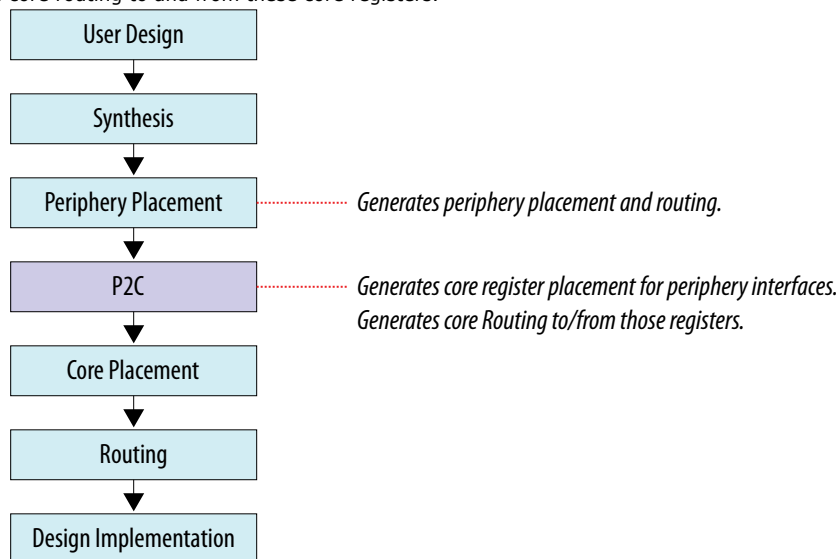 core routing to and from these core registers.
User Design
Synthesis
Periphery Placement
Generates periphery placement and routing.
P2C
Generates core register placement for periphery interfaces.
Generates core Routing to/from those registers.
Core Placement
Routing
Design Implementation